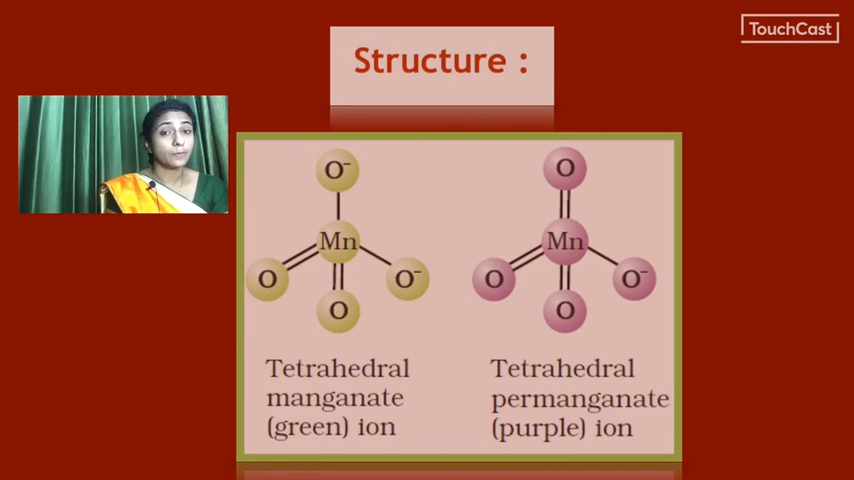 TouchCast
Structure :
O⁻
Mn
O
O⁻
O
Tetrahedral
manganate
(green) ion
O
Mn
O
O⁻
O
Tetrahedral
permanganate
(purple) ion